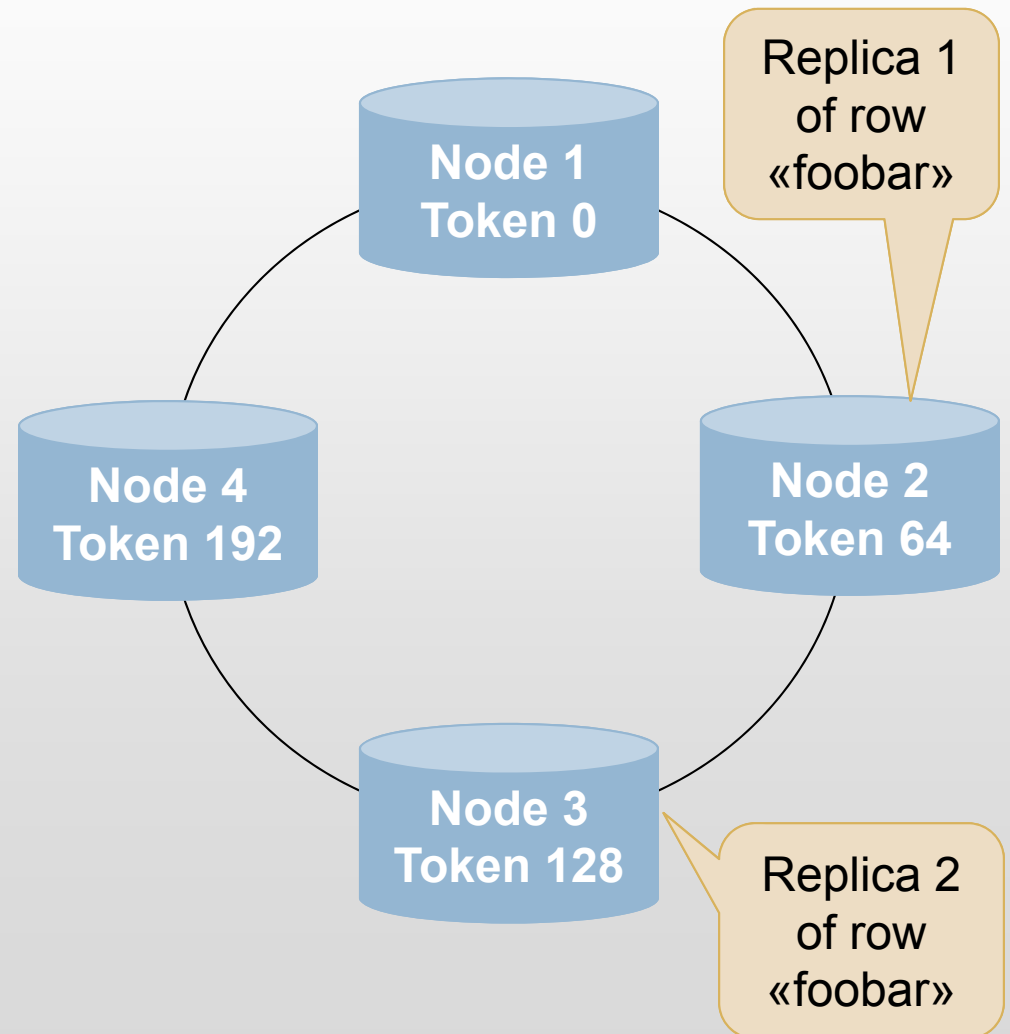 Replica 1
of row
«foobar»
Node 1
Token 0
Node 4
Token 192
Node 2
Token 64
Node 3
Token 128
Replica 2
of row
«foobar»